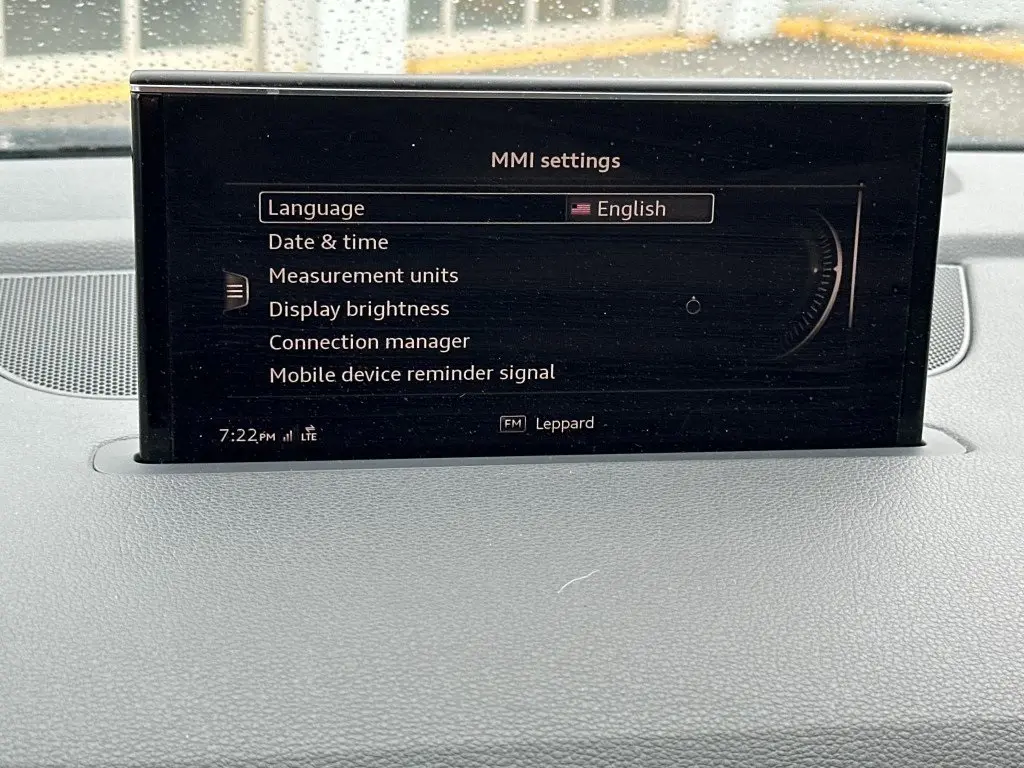 MMI settings
Language English
Date & time
Measurement units
Display brightness
Connection manager
Mobile device reminder signal
7:22PM LTE FM Leppard